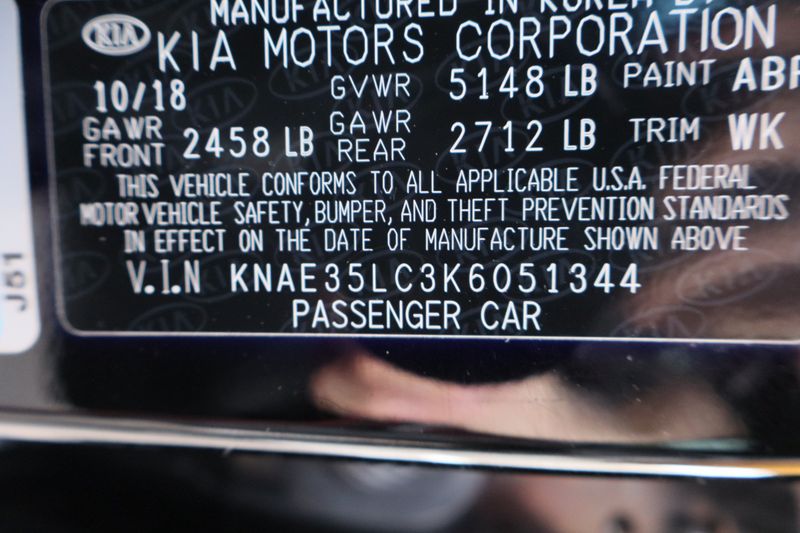 MANUFACTURED IN KOREA BY
KIA KIA MOTORS CORPORATION
10/18 GVWR 5148 LB PAINT
GAWR FRONT 2458 LB GAWR REAR 2712 LB TRIM WK
THIS VEHICLE CONFORMS TO ALL APPLICABLE U.S.A. FEDERAL
MOTOR VEHICLE SAFETY, BUMPER, AND THEFT PREVENTION STANDARDS
IN EFFECT ON THE DATE OF MANUFACTURE SHOWN ABOVE
V.I.N KNAE35LC3K6051344
PASSENGER CAR
J51